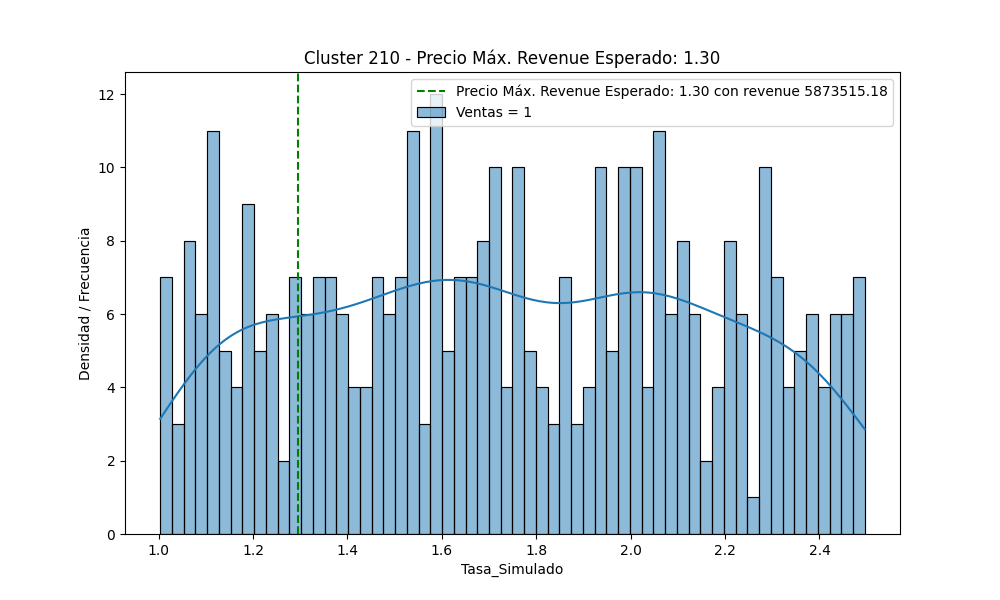 Cluster 210 - Precio Máx. Revenue Esperado: 1.30
Precio Máx. Revenue Esperado: 1.30 con revenue 5873515.18
Ventas = 1
Densidad / Frecuencia
12
10
8
6
4
2
0
1.0 1.2 1.4 1.6 1.8 2.0 2.2 2.4
Tasa_Simulado